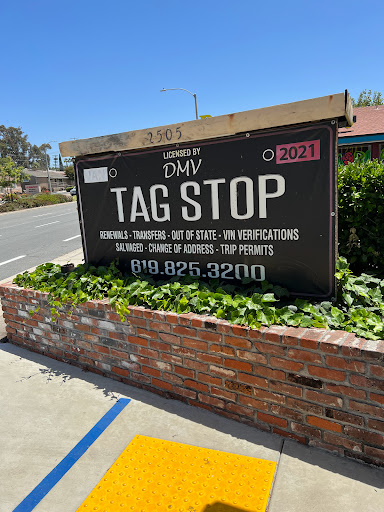 2505
LICENSED BY
DMV
2021
TAG STOP
RENEWALS - TRANSFERS - OUT OF STATE - VIN VERIFICATIONS
SALVAGED - CHANGE OF ADDRESS - TRIP PERMITS
619.825.3200